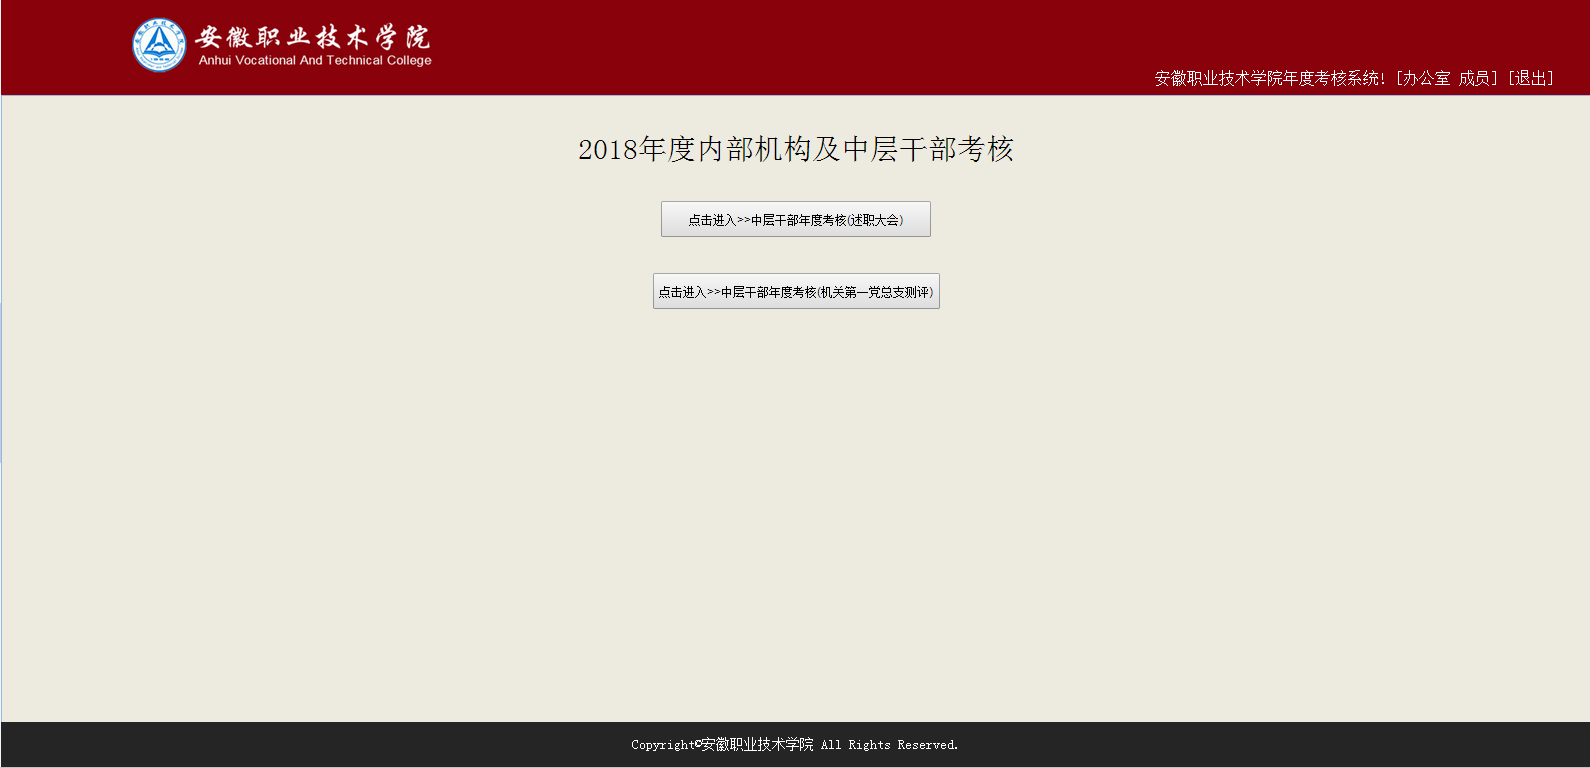 安徽职业技术学院
Anhui Vocational And Technical College
安徽职业技术学院年度考核系统! [办公室 成员] [退出]
2018年度内部机构及中层干部考核
点击进入>>中层干部年度考核(述职大会)
点击进入>>中层干部年度考核(机关第一党总支测评)
Copyright©安徽职业技术学院 All Rights Reserved.